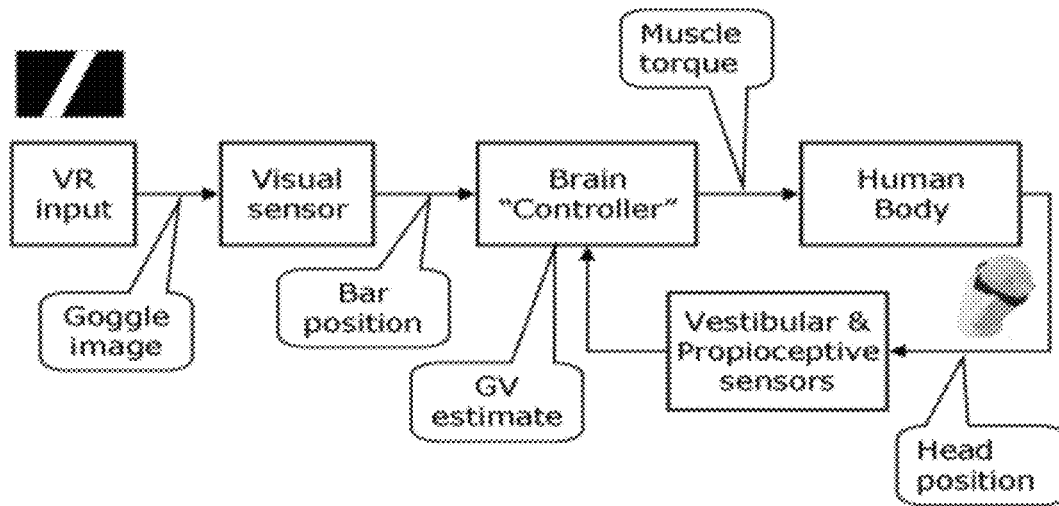 Muscle
torque
VR
input
Visual
sensor
Brain
“Controller”
Human
Body
Goggle
image
Bar
position
GV
estimate
Vestibular &
Propioceptive
sensors
Head
position